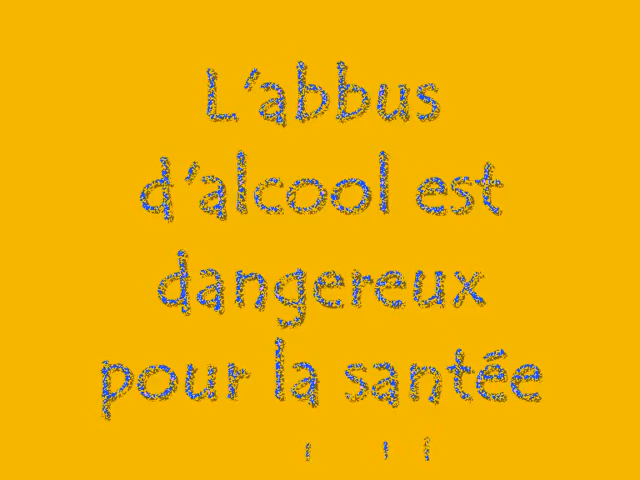 L'abbus
d'alcool est
dangereux
pour la santée